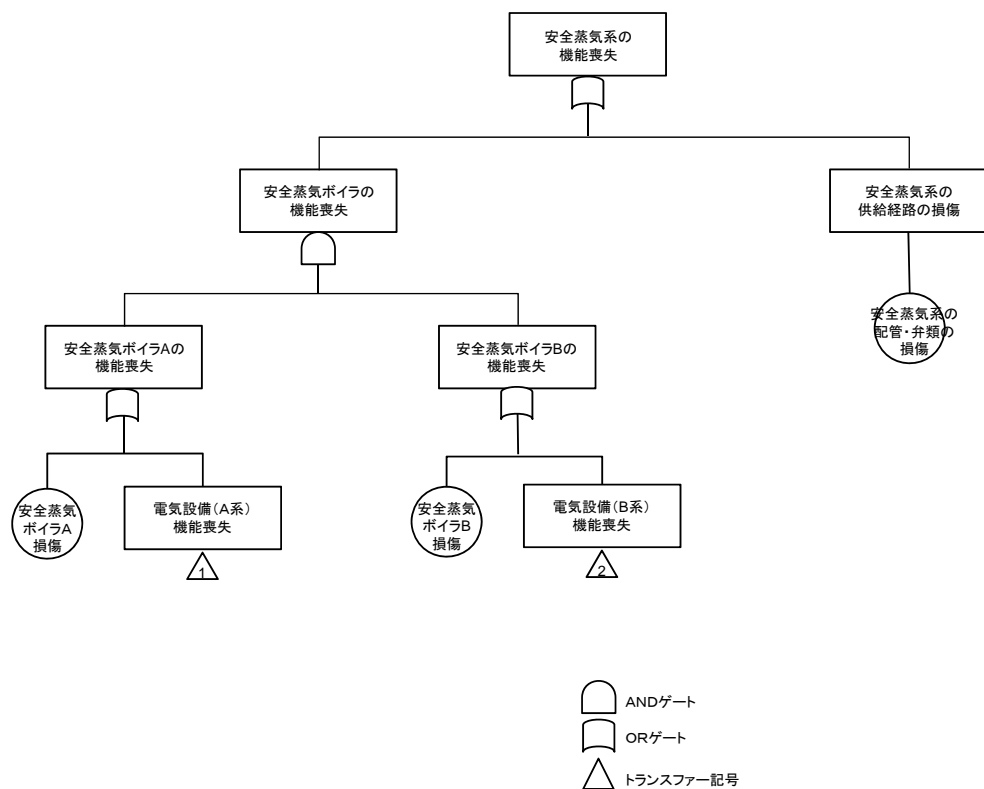 安全蒸気系の
機能喪失
安全蒸気ボイラの
機能喪失
安全蒸気系の
供給経路の損傷
安全蒸気ボイラAの
機能喪失
安全蒸気ボイラBの
機能喪失
安全蒸気系の
配管・弁類の
損傷
安全蒸気
ボイラA
損傷
電気設備(A系)
機能喪失
1
安全蒸気
ボイラB
損傷
電気設備(B系)
機能喪失
2
ANDゲート
ORゲート
トランスファー記号